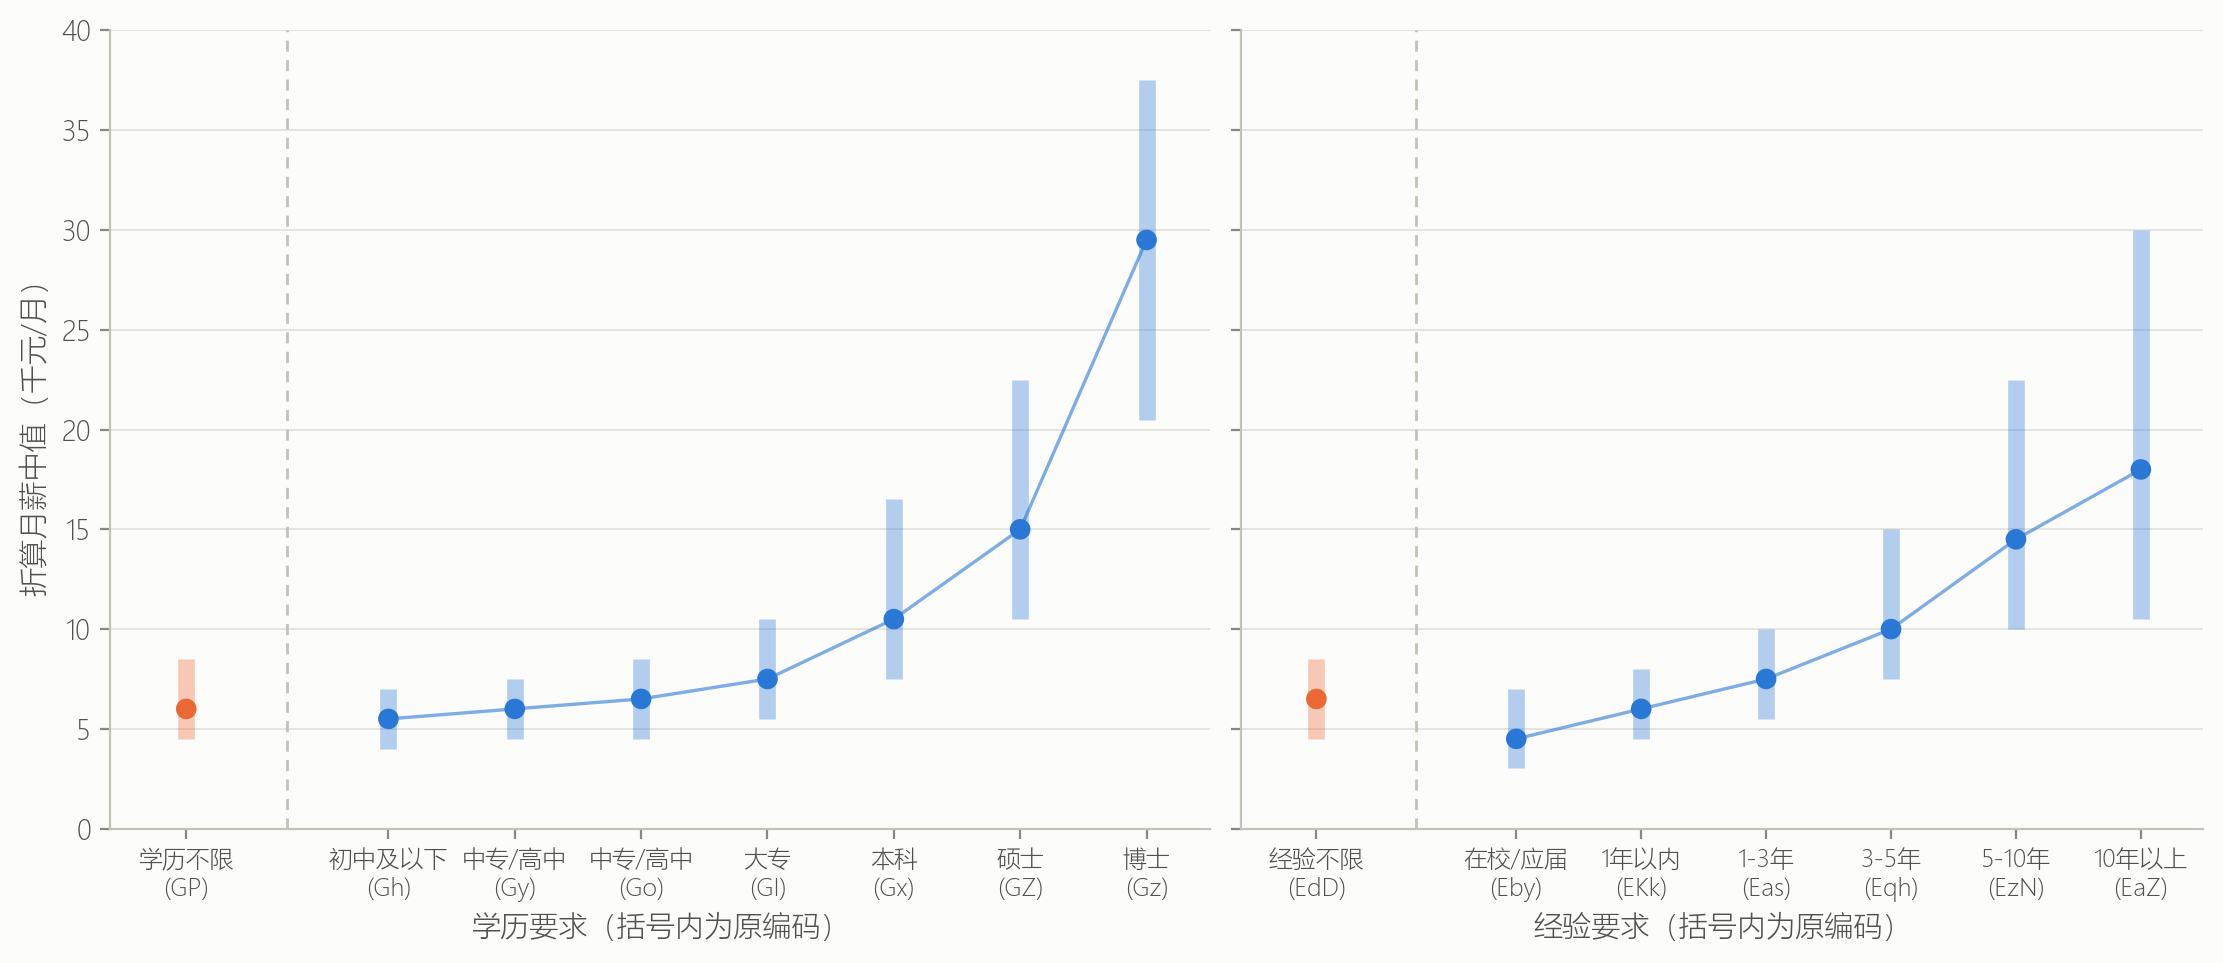 折算月薪中值（千元/月）
40
35
30
25
20
15
10
5
0
学历不限
(GP)
初中及以下
(Gh)
中专/高中
(Gy)
中专/高中
(Go)
大专
(GI)
本科
(Gx)
硕士
(GZ)
博士
(Gz)
学历要求（括号内为原编码）
经验不限
(EdD)
在校/应届
(Eby)
1年以内
(EKk)
1-3年
(Eas)
3-5年
(Eqh)
5-10年
(EzN)
10年以上
(EaZ)
经验要求（括号内为原编码）